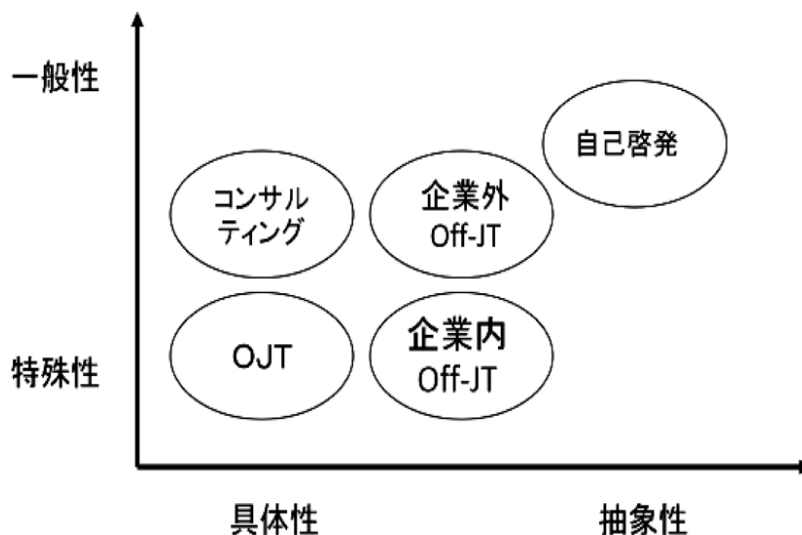 一般性
自己啓発
コンサル
ティング
企業外
Off-JT
特殊性
OJT
企業内
Off-JT
具体性
抽象性